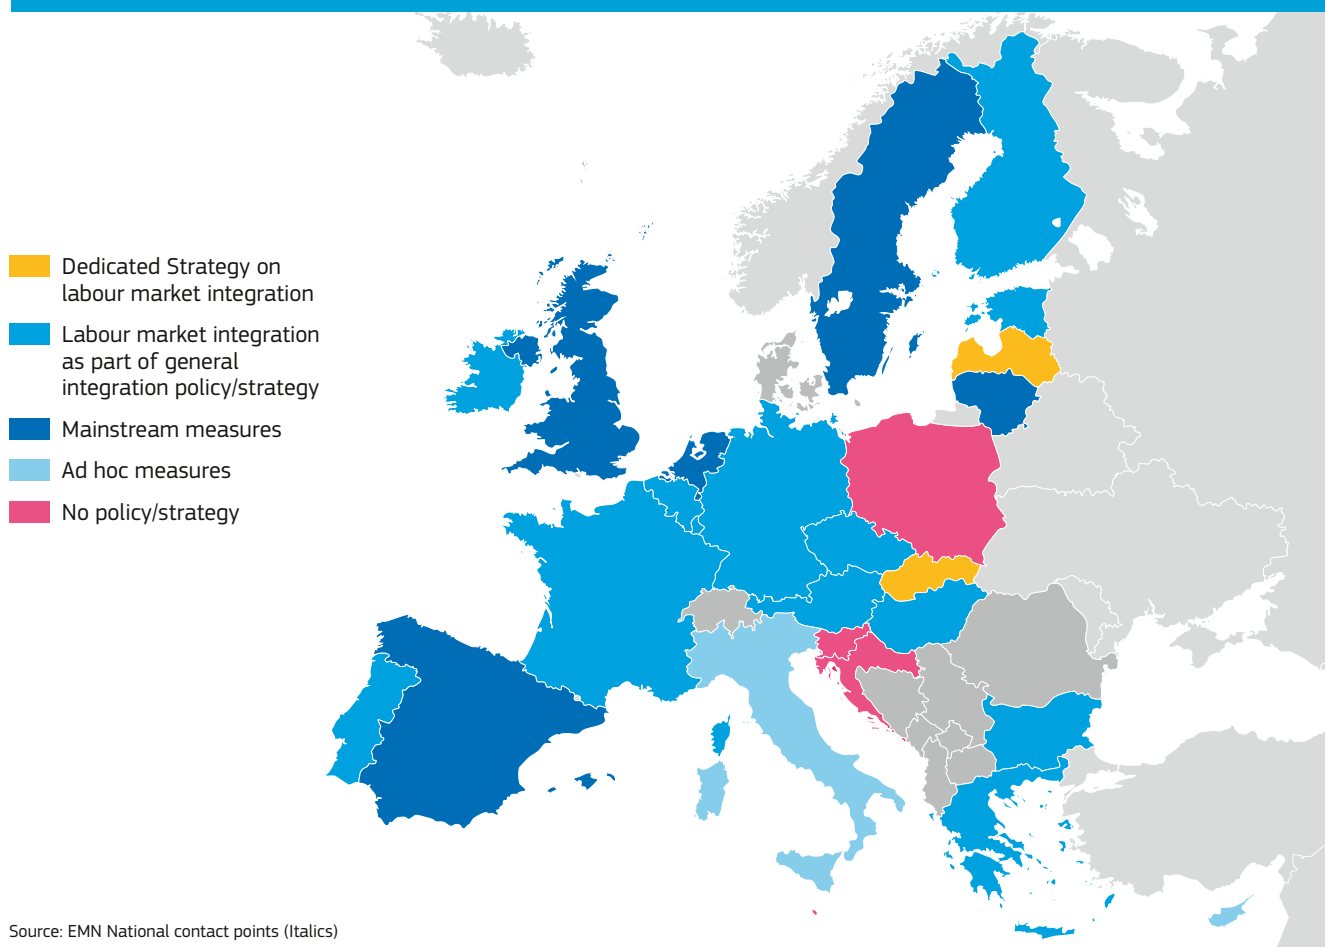 Dedicated Strategy on
labour market integration
Labour market integration
as part of general
integration policy/strategy
Mainstream measures
Ad hoc measures
No policy/strategy
Source: EMN National contact points (Italics)